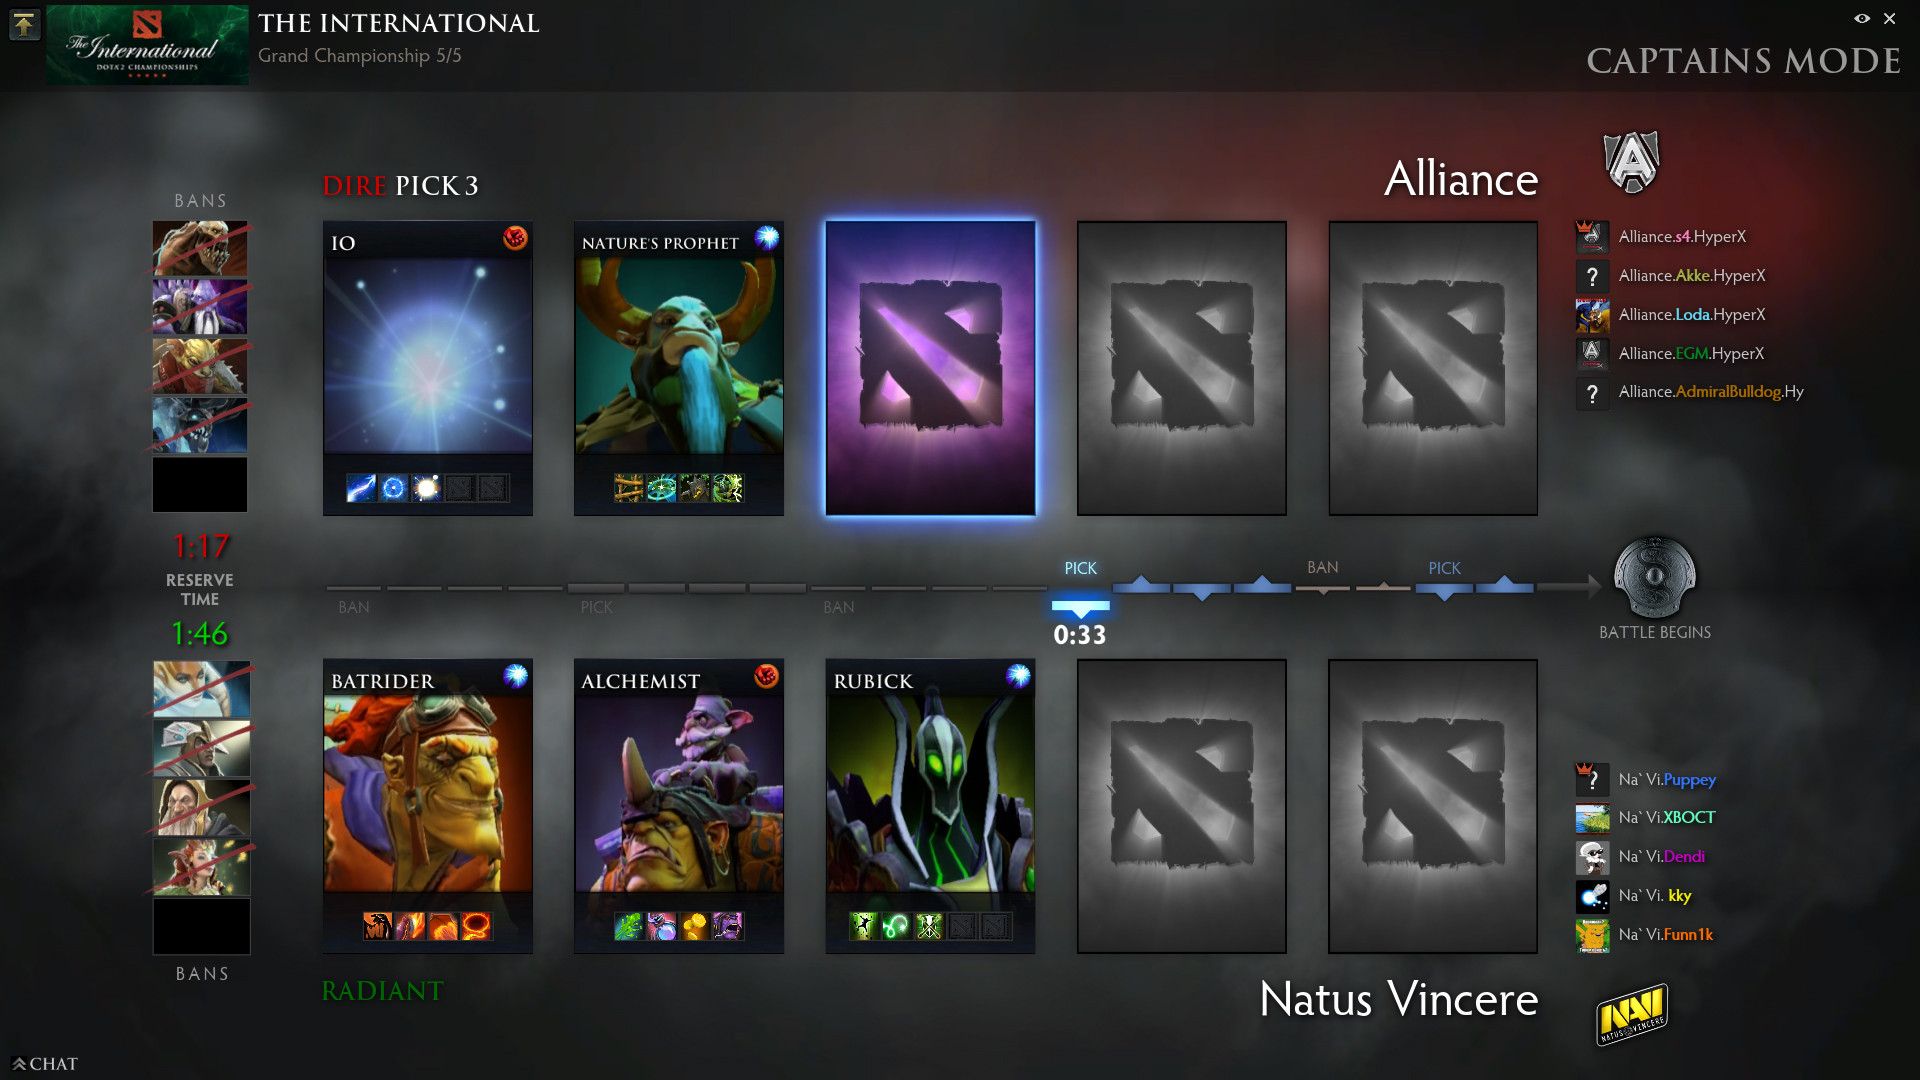 The International
DOTA 2 CHAMPIONSHIPS
THE INTERNATIONAL
Grand Championship 5/5
CAPTAINS MODE
BANS
DIRE PICK 3
Alliance
A
IO
NATURE'S PROPHET
Alliance.s4.HyperX
? Alliance.Akke.HyperX
Alliance.Loda.HyperX
Alliance.EGM.HyperX
? Alliance.AdmiralBulldog.Hy
1:17
RESERVE
TIME
1:46
BAN
PICK
BAN
PICK
0:33
BAN
PICK
BATTLE BEGINS
BATRIDER
ALCHEMIST
RUBICK
? Na`Vi.Puppey
Na`Vi.XBOCT
Na`Vi.Dendi
Na`Vi. kky
Na`Vi.Funn1k
BANS
RADIANT
Natus Vincere
NAVI
NATUS VINCERE
CHAT